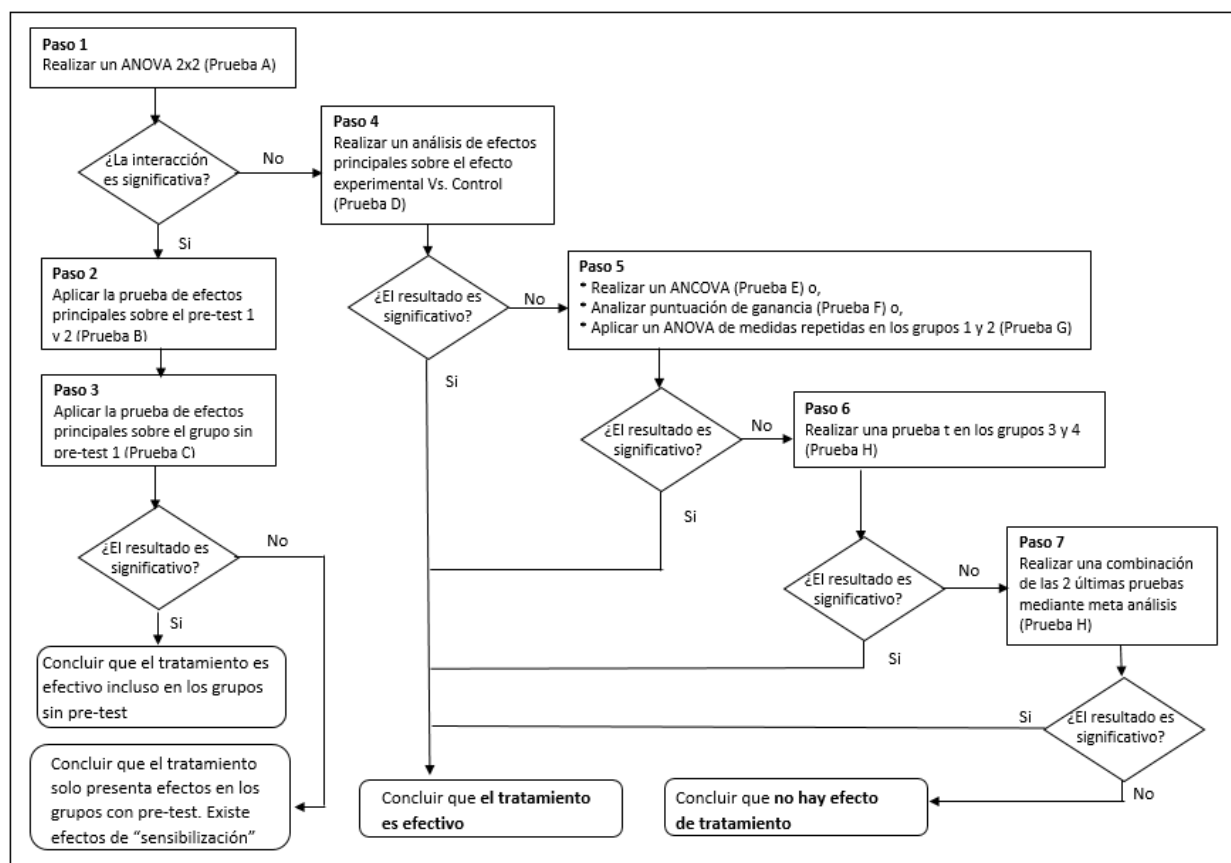 Paso 1
Realizar un ANOVA 2x2 (Prueba A)
¿La interacción
es significativa?
No
Si
Paso 2
Aplicar la prueba de efectos
principales sobre el pre-test 1
y 2 (Prueba B)
Paso 3
Aplicar la prueba de efectos
principales sobre el grupo sin
pre-test 1 (Prueba C)
¿El resultado es
significativo?
No
Si
Concluir que el tratamiento es
efectivo incluso en los grupos
sin pre-test
Concluir que el tratamiento
solo presenta efectos en los
grupos con pre-test. Existe
efectos de “sensibilización”
Paso 4
Realizar un análisis de efectos
principales sobre el efecto
experimental Vs. Control
(Prueba D)
¿El resultado es
significativo?
No
Si
Paso 5
* Realizar un ANCOVA (Prueba E) o,
* Analizar puntuación de ganancia (Prueba F) o,
* Aplicar un ANOVA de medidas repetidas en los grupos 1 y 2 (Prueba G)
¿El resultado es
significativo?
No
Si
Paso 6
Realizar una prueba t en los grupos 3 y 4
(Prueba H)
¿El resultado es
significativo?
No
Si
Paso 7
Realizar una combinación
de las 2 últimas pruebas
mediante meta análisis
(Prueba H)
¿El resultado es
significativo?
Si
No
Concluir que el tratamiento
es efectivo
Concluir que no hay efecto
de tratamiento